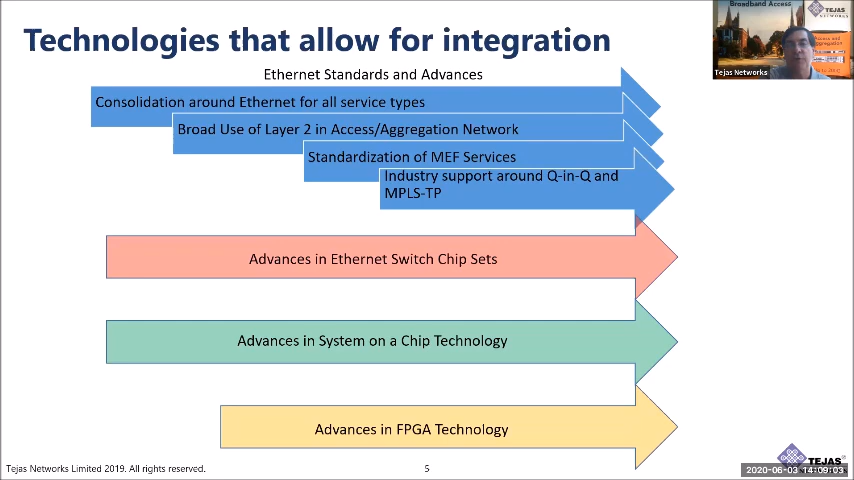 Technologies that allow for integration
Ethernet Standards and Advances
Consolidation around Ethernet for all service types
Broad Use of Layer 2 in Access/Aggregation Network
Standardization of MEF Services
Industry support around Q-in-Q and
MPLS-TP
Advances in Ethernet Switch Chip Sets
Advances in System on a Chip Technology
Advances in FPGA Technology
Tejas Networks Limited 2019. All rights reserved.
5
TEJAS
2020-06-03 14:09:03
Broadband Access
TEJAS
NETWORKS
Tejas Networks